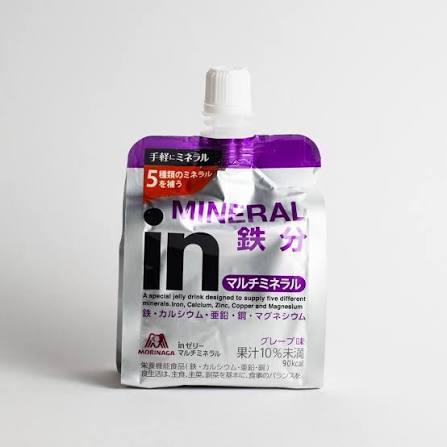 手軽にミネラル
5種類のミネラル
を補う
MINERAL
in 鉄分
マルチミネラル
A special jelly drink designed to supply five different
minerals.Iron, Calcium, Zinc, Copper and Magnesium
鉄・カルシウム・亜鉛・銅・マグネシウム
MORINAGA
inゼリー
マルチミネラル
グレープ味
果汁10%未満
90kcal
栄養機能食品(鉄・カルシウム・亜鉛・銅)
食生活は、主食、主菜、副菜を基本に、食事のバランスを。